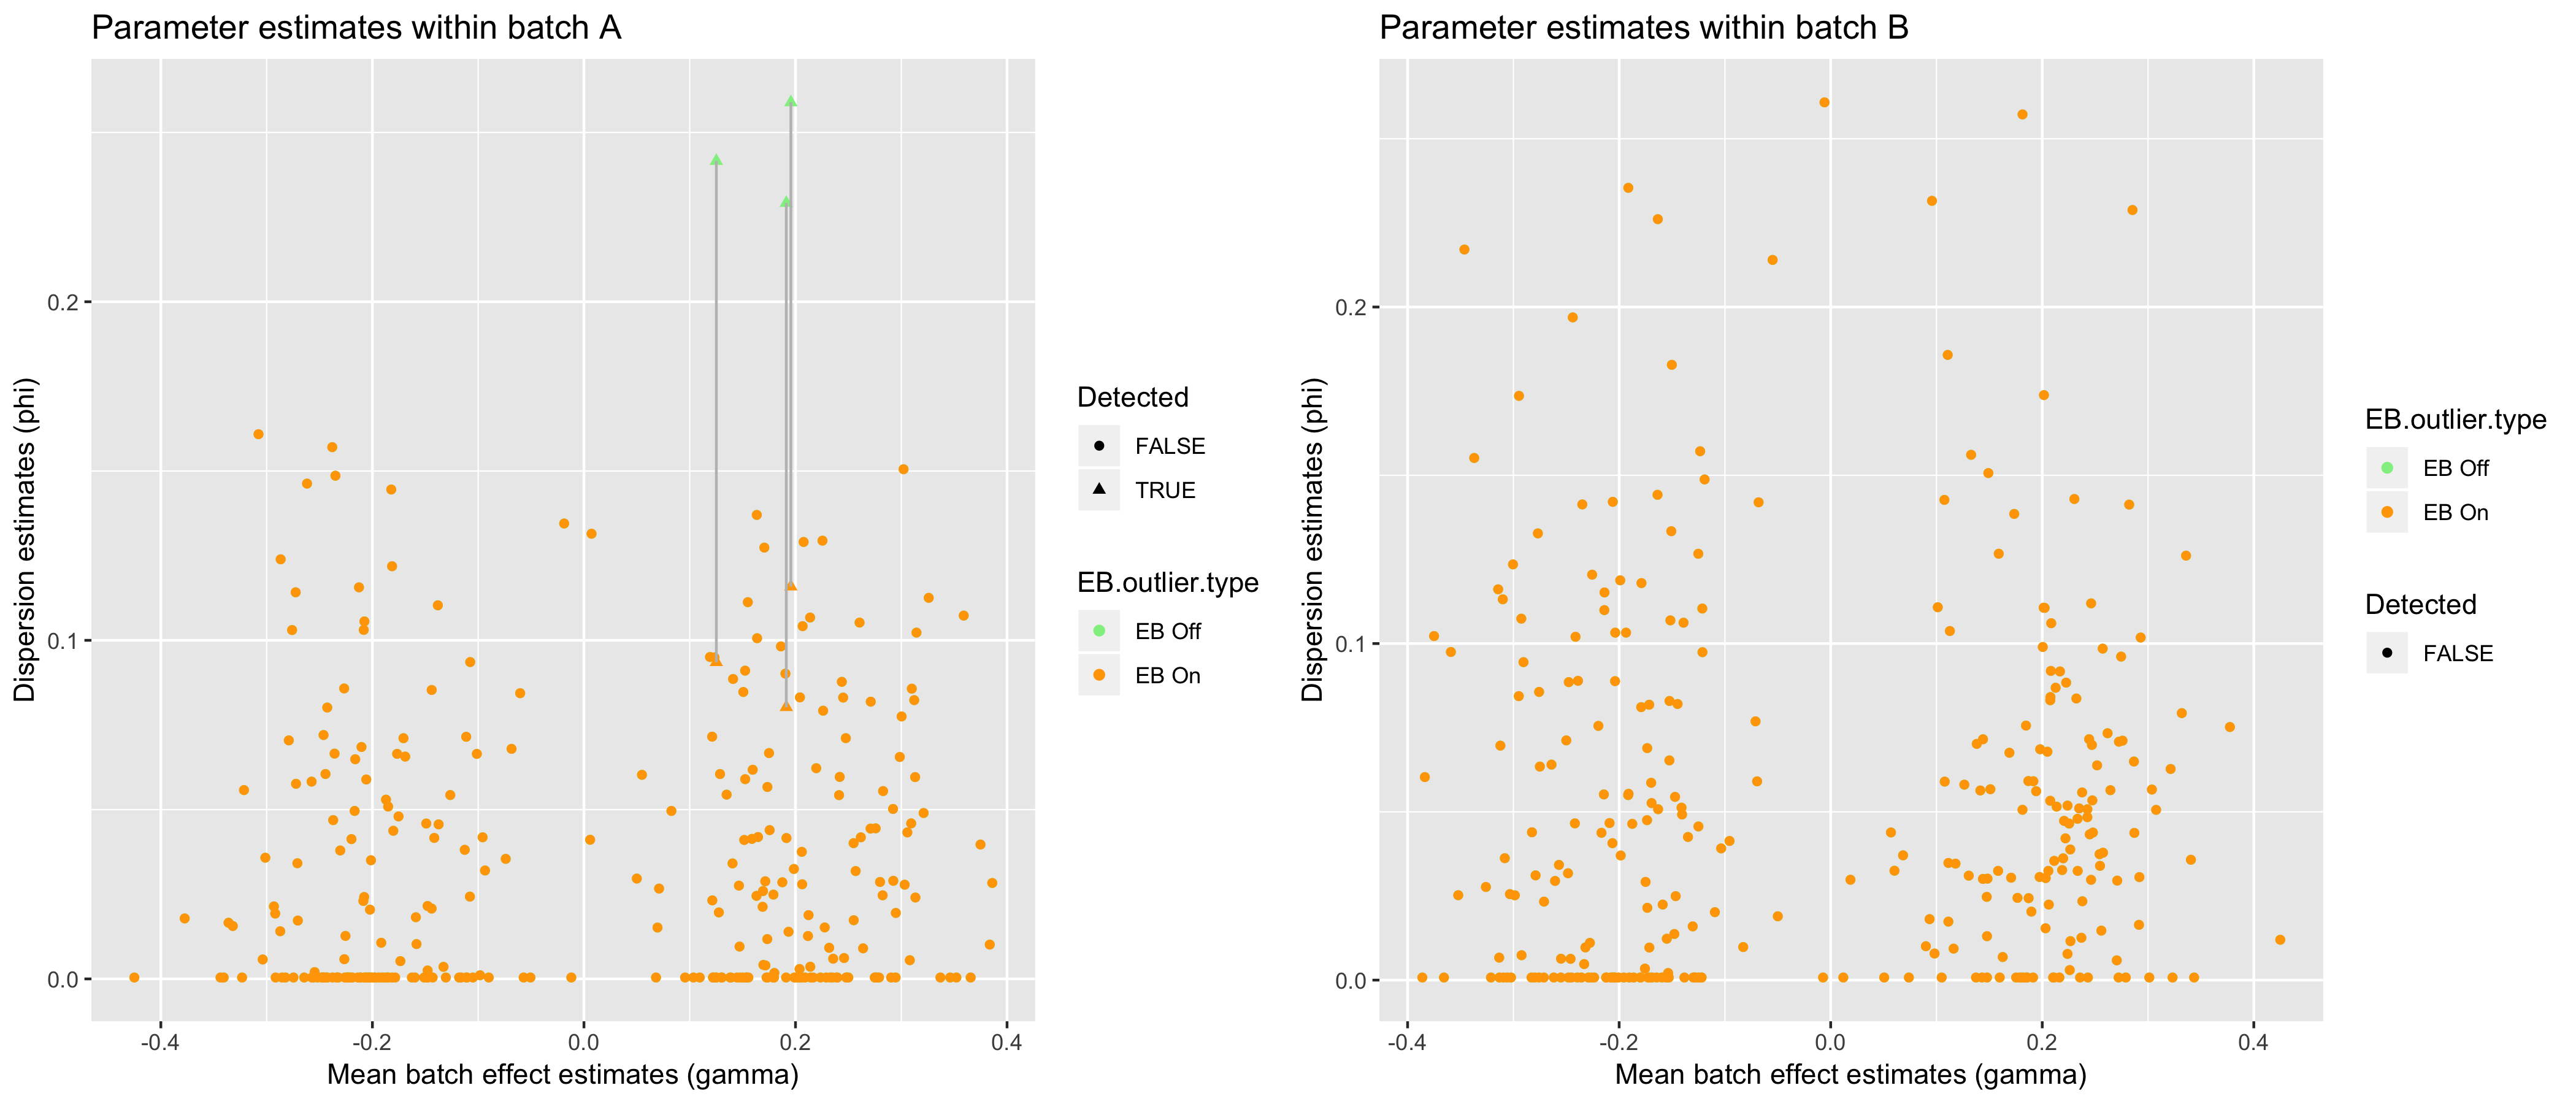 Parameter estimates within batch A
Dispersion estimates (phi)
0.2
0.1
0.0
-0.4 -0.2 0.0 0.2 0.4
Mean batch effect estimates (gamma)
Detected
FALSE
TRUE
EB.outlier.type
EB Off
EB On
Parameter estimates within batch B
Dispersion estimates (phi)
0.2
0.1
0.0
-0.4 -0.2 0.0 0.2 0.4
Mean batch effect estimates (gamma)
EB.outlier.type
EB Off
EB On
Detected
FALSE